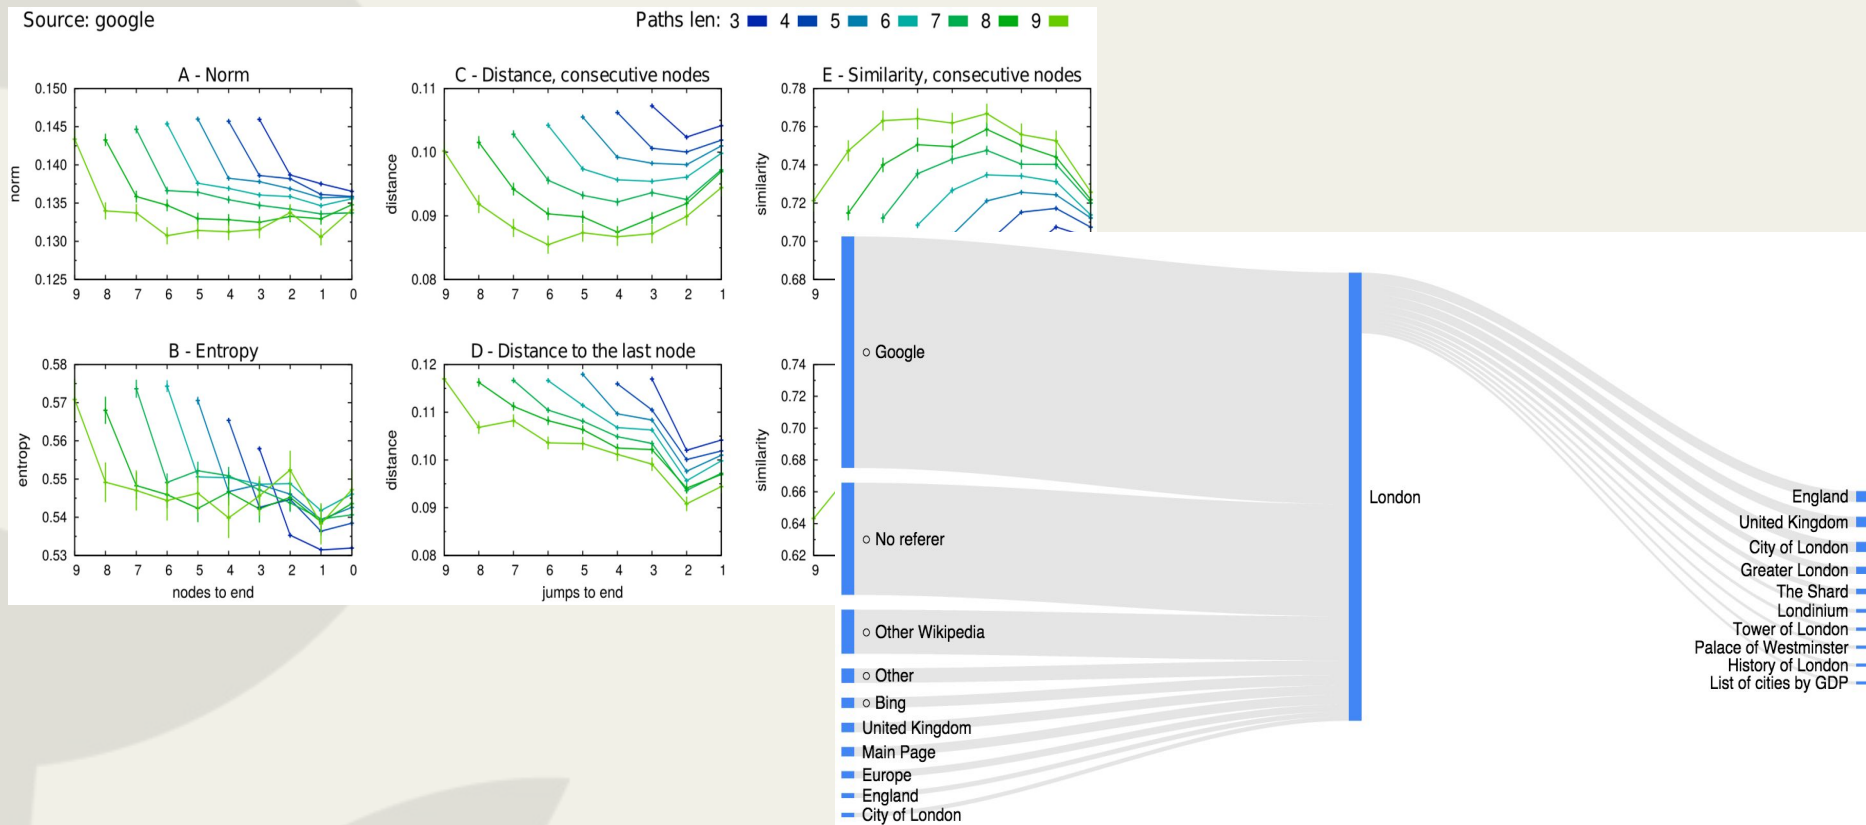 Source: google
Paths len: 3 4 5 6 7 8 9
A - Norm
norm
0.150
0.145
0.140
0.135
0.130
0.125
9 8 7 6 5 4 3 2 1 0
C - Distance, consecutive nodes
distance
0.11
0.10
0.09
0.08
9 8 7 6 5 4 3 2 1
E - Similarity, consecutive nodes
similarity
0.78
0.76
0.74
0.72
0.70
0.68
9
B - Entropy
entropy
0.58
0.57
0.56
0.55
0.54
0.53
9 8 7 6 5 4 3 2 1 0
nodes to end
D - Distance to the last node
distance
0.12
0.11
0.10
0.09
0.08
9 8 7 6 5 4 3 2 1
jumps to end
similarity
0.74
0.72
0.70
0.68
0.66
0.64
0.62
9
Google
No referer
Other Wikipedia
Other
Bing
United Kingdom
Main Page
Europe
England
City of London
London
England
United Kingdom
City of London
Greater London
The Shard
Londinium
Tower of London
Palace of Westminster
History of London
List of cities by GDP